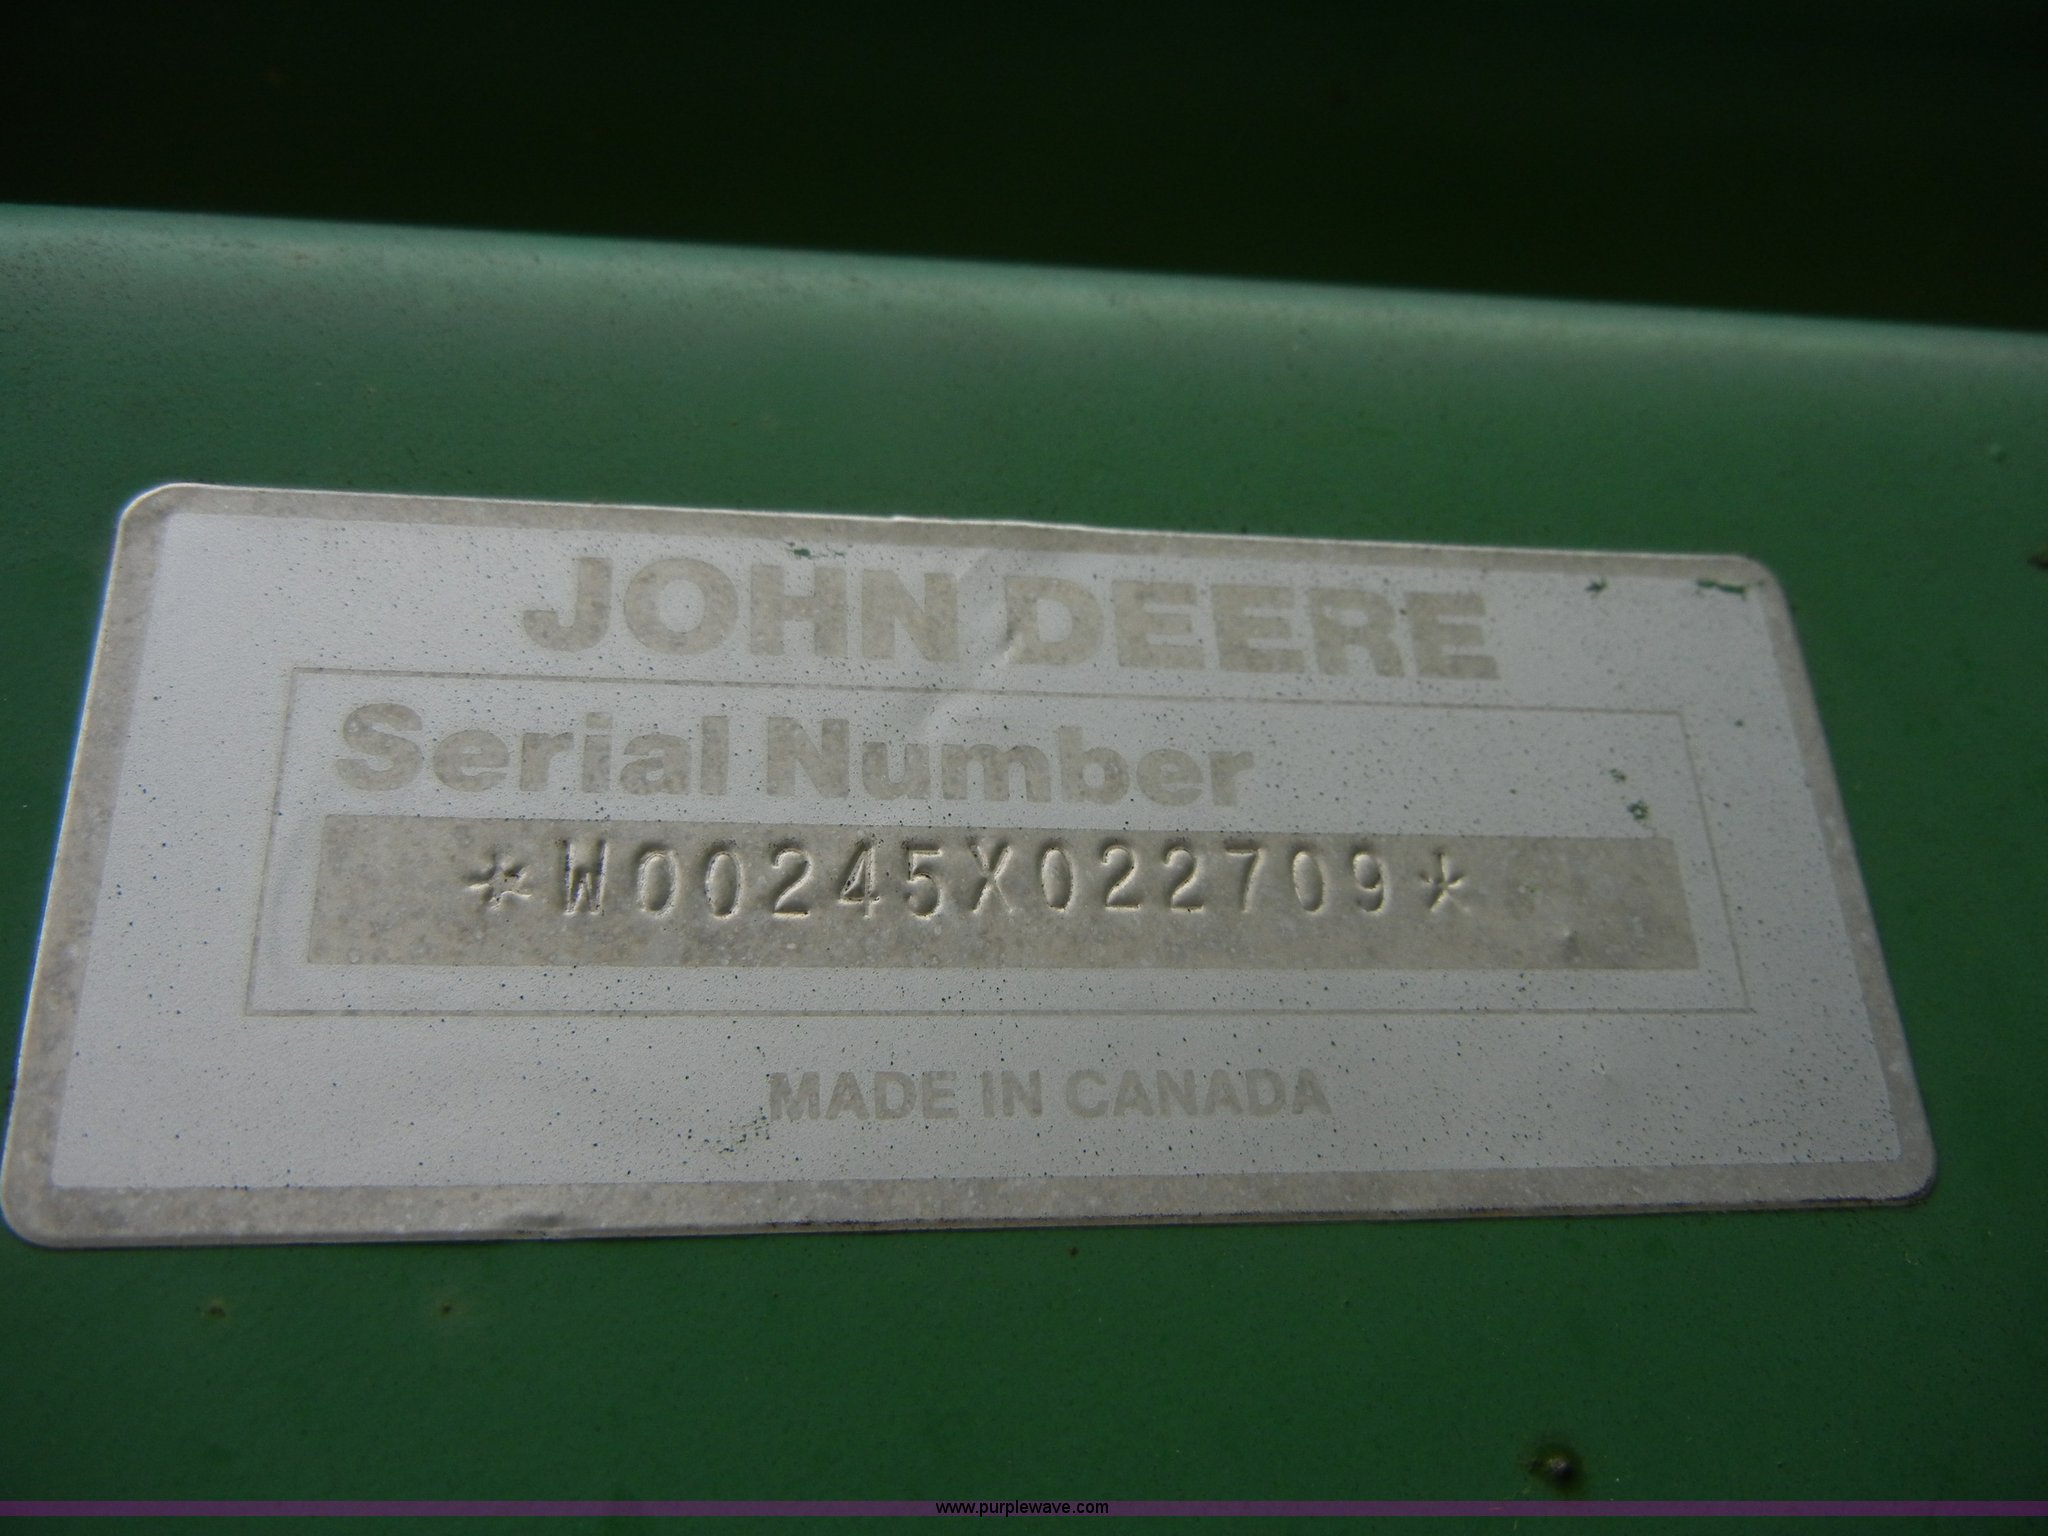 JOHN DEERE
Serial Number
*W00245X022709*
MADE IN CANADA
www.purplewave.com